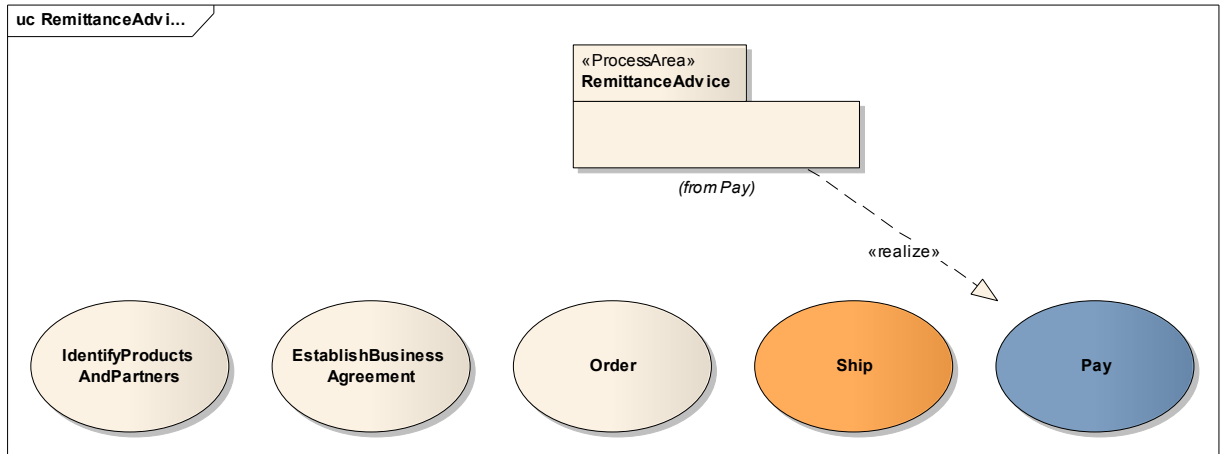 uc RemittanceAdvi...
«ProcessArea»
RemittanceAdvice
(from Pay)
«realize»
IdentifyProducts
AndPartners
EstablishBusiness
Agreement
Order
Ship
Pay